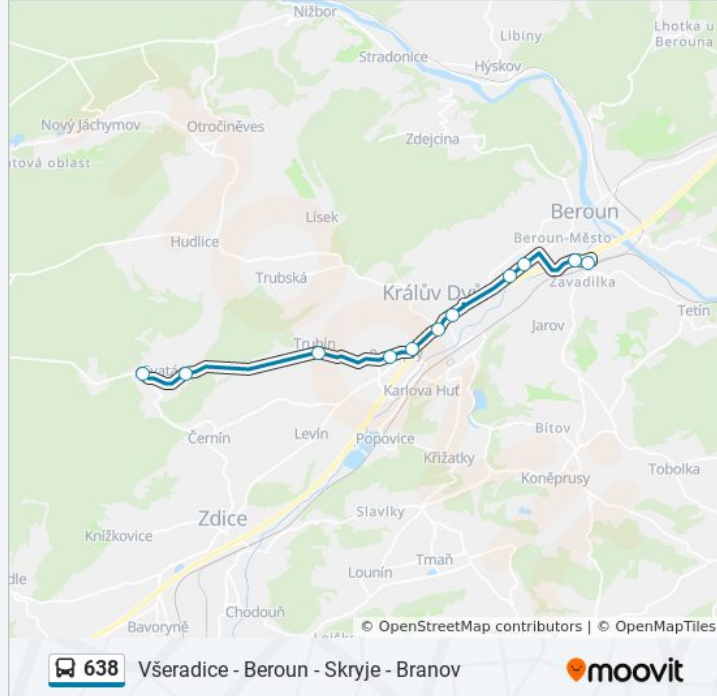 Nižbor
Stradonice
Libiny
Hýskov
Lhotka u
Berouna
Nový Jáchymov
Otročiněves
Zdejcina
atová oblast
Lísek
Beroun
Beroun-Město
Hudlice
Trubská
Králův Dv
Zavadilka
Tetín
Jarov
Trubín
Karlova Huť
Levín
Černín
Popovice
Bítov
Křižatky
Tobolka
Koněprusy
Zdice
Slavíky
Knížkovice
Tmaň
Lounín
dle
Chodouň
Bavoryně
© OpenStreetMap contributors | © OpenMapTiles
638 Všeradice - Beroun - Skryje - Branov
moovit